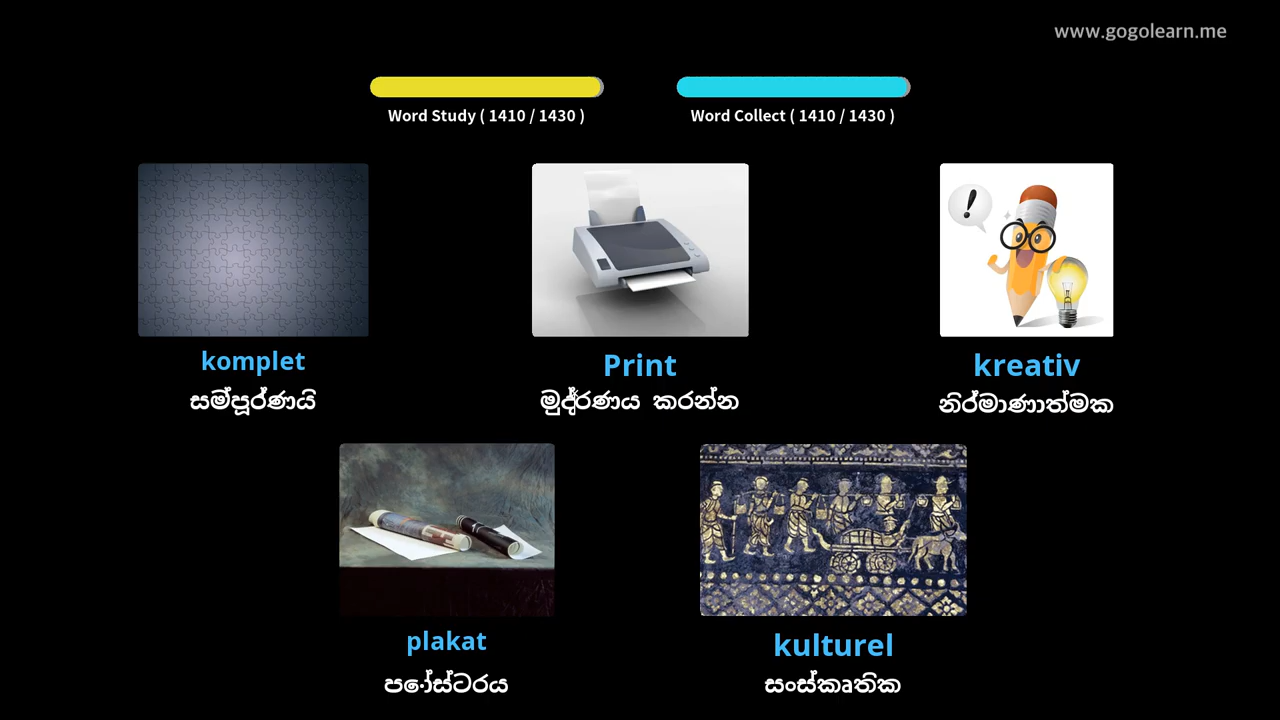 www.gogolearn.me
Word Study ( 1410 / 1430 )
Word Collect ( 1410 / 1430 )
komplet
Print
kreativ
සම්පූර්ණයි
මුද්රණය කරන්න
නිර්මාණාත්මක
plakat
kulturel
පෝස්ටරය
සංස්කෘතික